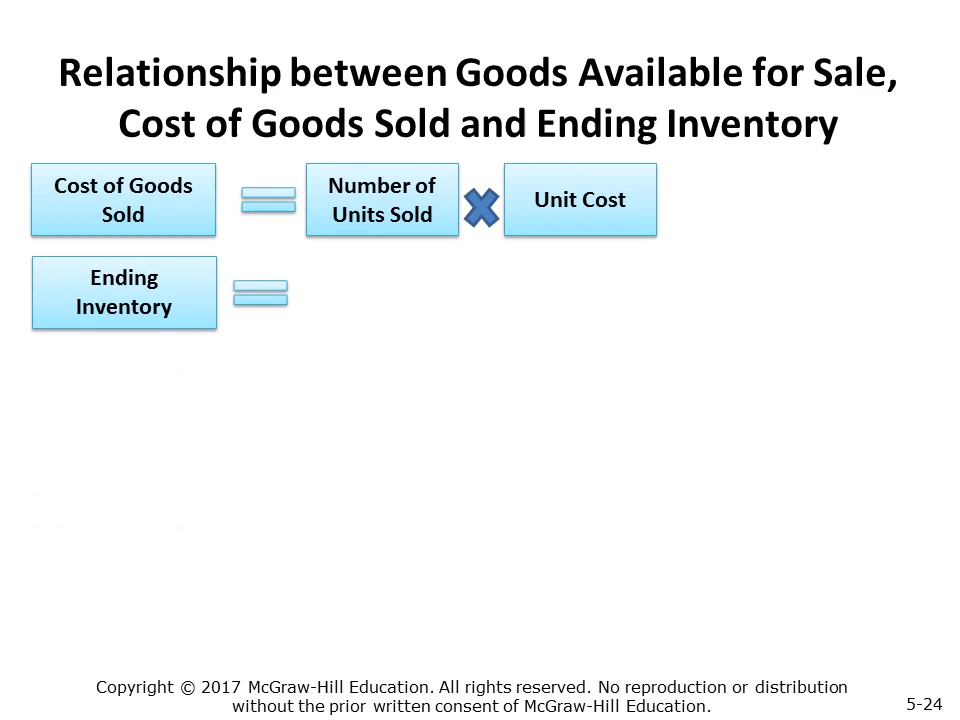 Relationship between Goods Available for Sale,
Cost of Goods Sold and Ending Inventory
Cost of Goods
Sold
Number of
Units Sold
Unit Cost
Ending
Inventory
Copyright © 2017 McGraw-Hill Education. All rights reserved. No reproduction or distribution
without the prior written consent of McGraw-Hill Education.
5-24